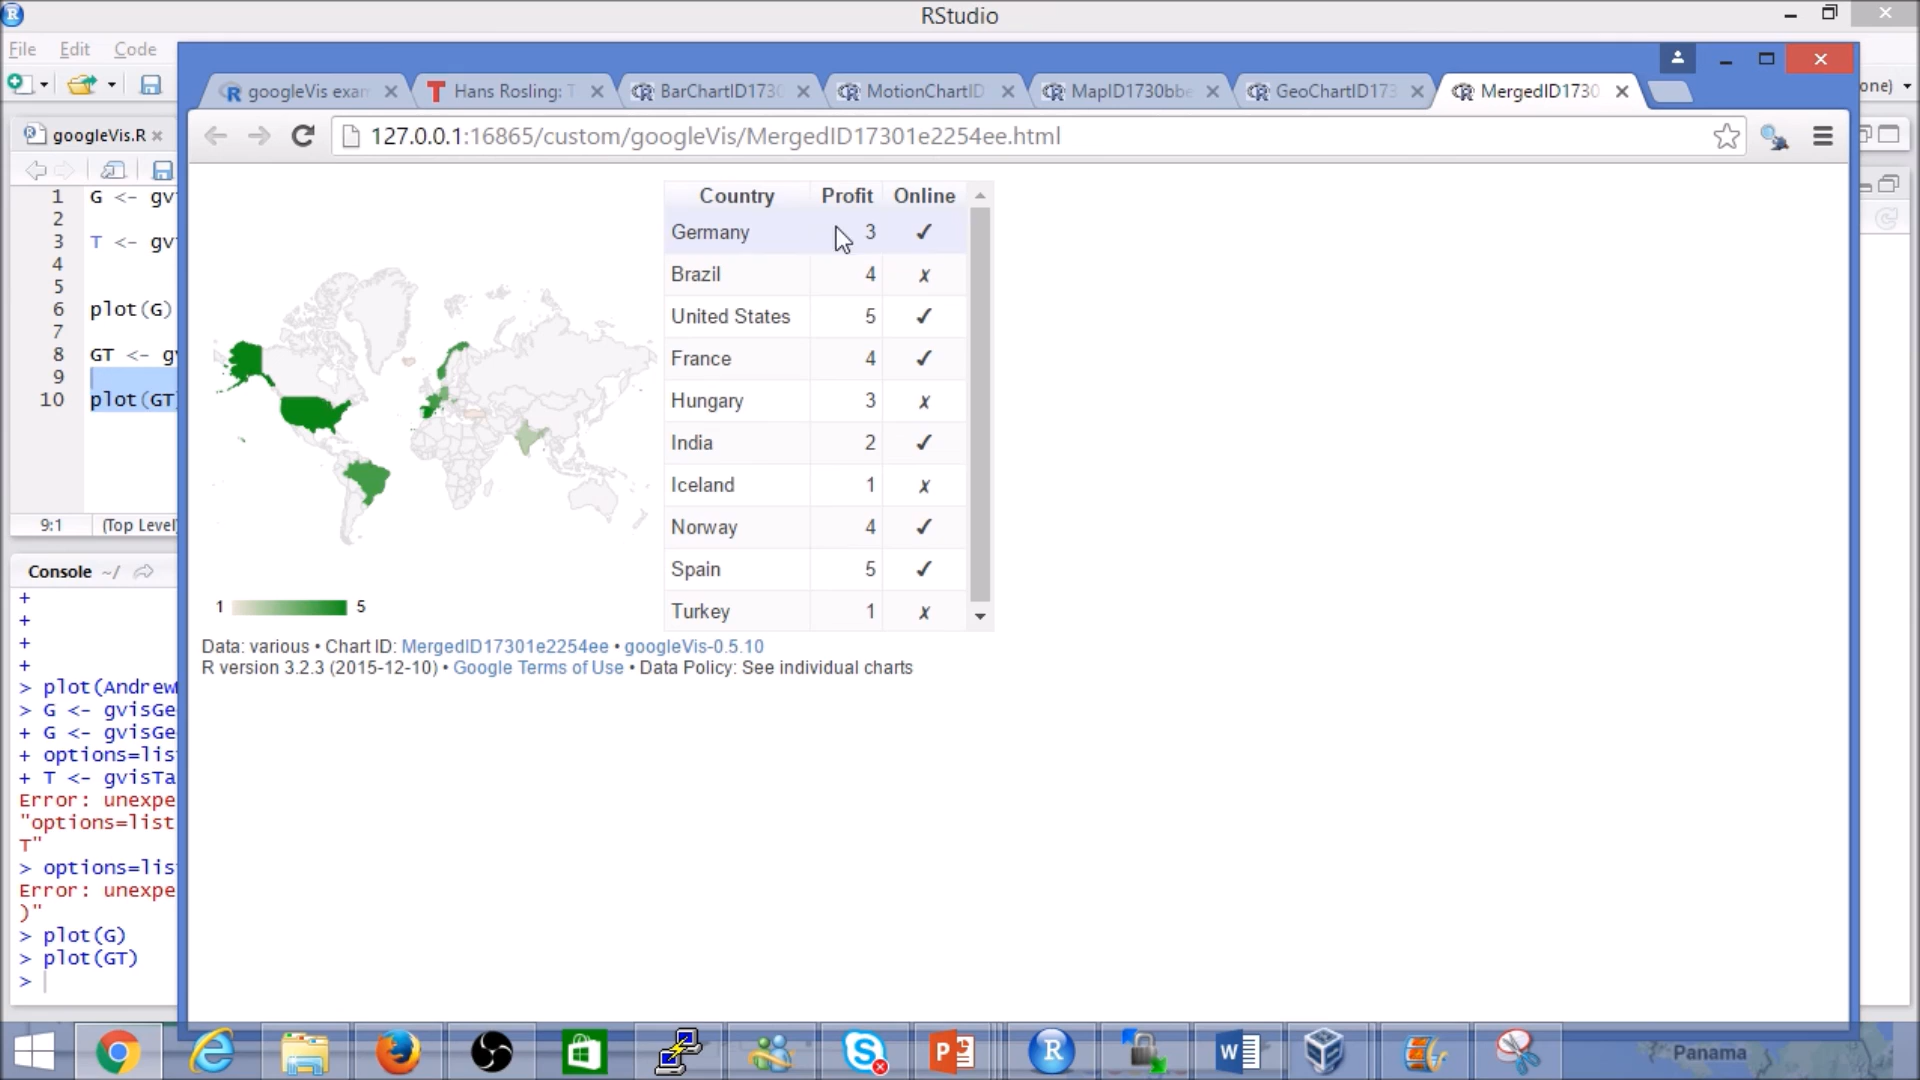 RStudio
File Edit Code
googleVis exam
Hans Rosling: T
BarChartID1730
MotionChartID
MapID1730bbe
GeoChartID173
MergedID1730
one)
googleVis.R
127.0.0.1:16865/custom/googleVis/MergedID17301e2254ee.html
1 G <- gv
2
3 T <- gv
4
5
6 plot(G)
7
8 GT <- g
9
10 plot(GT
9:1 (Top Level
Country Profit Online
Germany 3 ✓
Brazil 4 ✗
United States 5 ✓
France 4 ✓
Hungary 3 ✗
India 2 ✓
Iceland 1 ✗
Norway 4 ✓
Spain 5 ✓
Turkey 1 ✗
1 5
Data: various • Chart ID: MergedID17301e2254ee • googleVis-0.5.10
R version 3.2.3 (2015-12-10) • Google Terms of Use • Data Policy: See individual charts
Console ~/
+
+
+
+
> plot(Andrew
> G <- gvisGe
+ G <- gvisGe
+ options=lis
+ T <- gvisTa
Error: unexpe
"options=list
T"
> options=lis
Error: unexpe
)"
> plot(G)
> plot(GT)
>
Panama